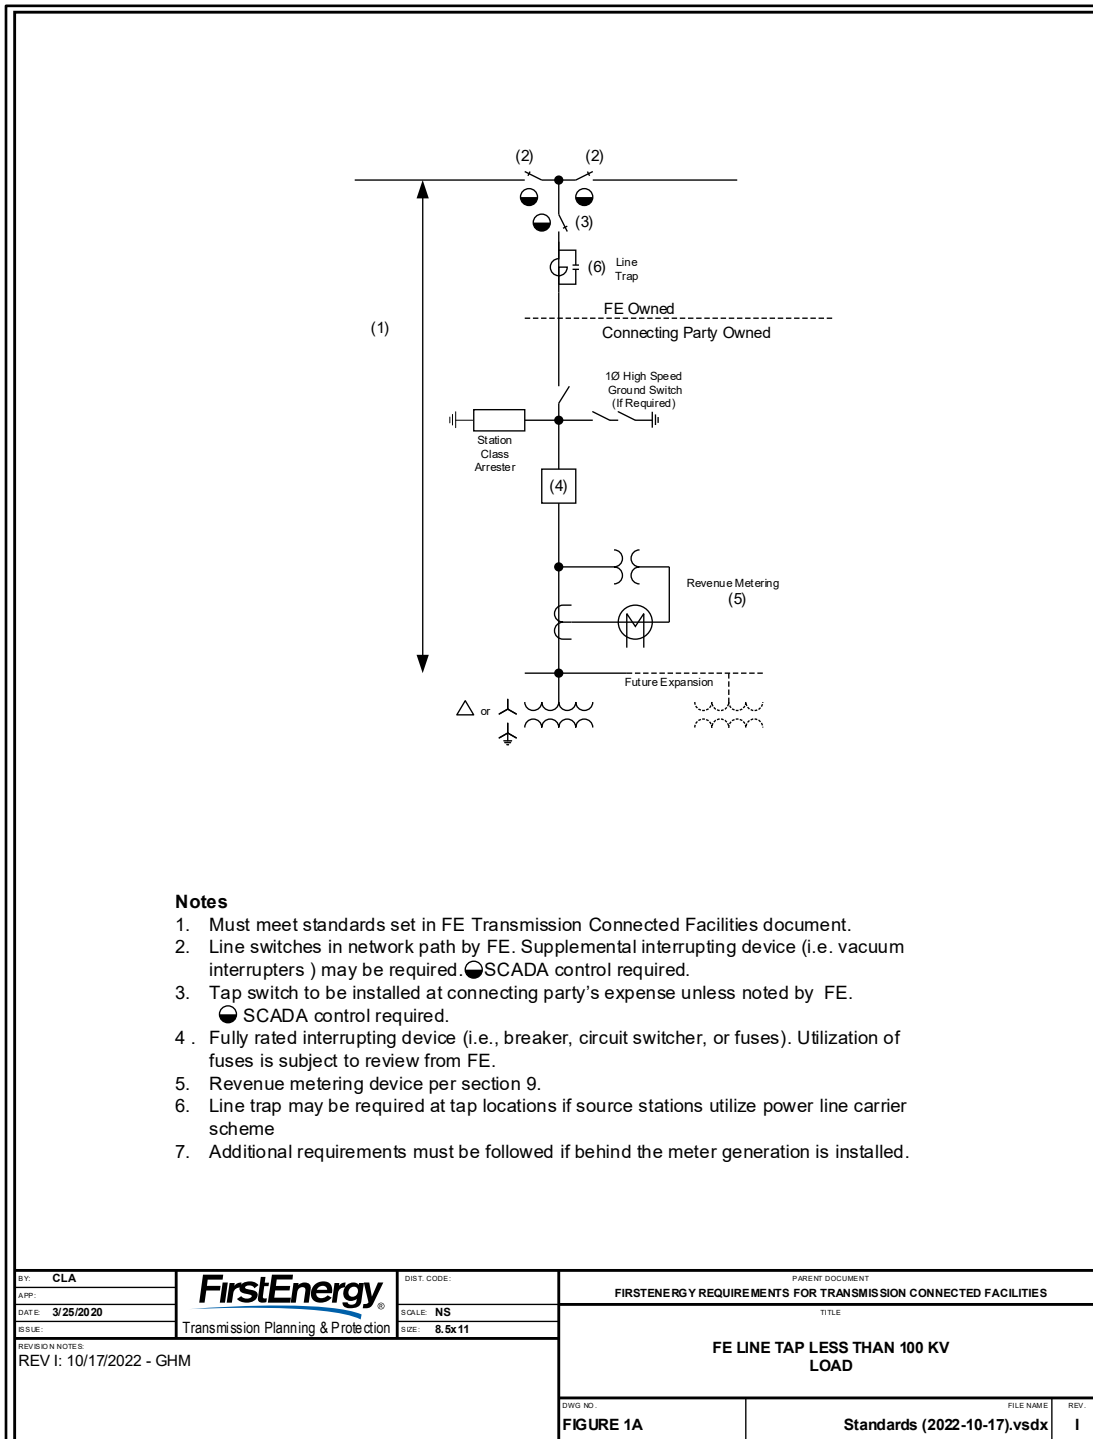 (2) (2)
(3)
(6) Line
Trap
FE Owned
(1)
Connecting Party Owned
1Ø High Speed
Ground Switch
(If Required)
Station
Class
Arrester
(4)
Revenue Metering
(5)
M
Future Expansion
or
Notes
1. Must meet standards set in FE Transmission Connected Facilities document.
2. Line switches in network path by FE. Supplemental interrupting device (i.e. vacuum
interrupters ) may be required. SCADA control required.
3. Tap switch to be installed at connecting party's expense unless noted by FE.
SCADA control required.
4 . Fully rated interrupting device (i.e., breaker, circuit switcher, or fuses). Utilization of
fuses is subject to review from FE.
5. Revenue metering device per section 9.
6. Line trap may be required at tap locations if source stations utilize power line carrier
scheme
7. Additional requirements must be followed if behind the meter generation is installed.
BY: CLA
APP:
DATE: 3/25/2020
ISSUE:
FirstEnergy®
Transmission Planning & Protection
DIST. CODE:
SCALE: NS
SIZE: 8.5x11
PARENT DOCUMENT
FIRSTENERGY REQUIREMENTS FOR TRANSMISSION CONNECTED FACILITIES
TITLE
FE LINE TAP LESS THAN 100 KV
LOAD
REVISION NOTES:
REV I: 10/17/2022 - GHM
DWG NO.
FIGURE 1A
FILE NAME
Standards (2022-10-17).vsdx
REV.
I